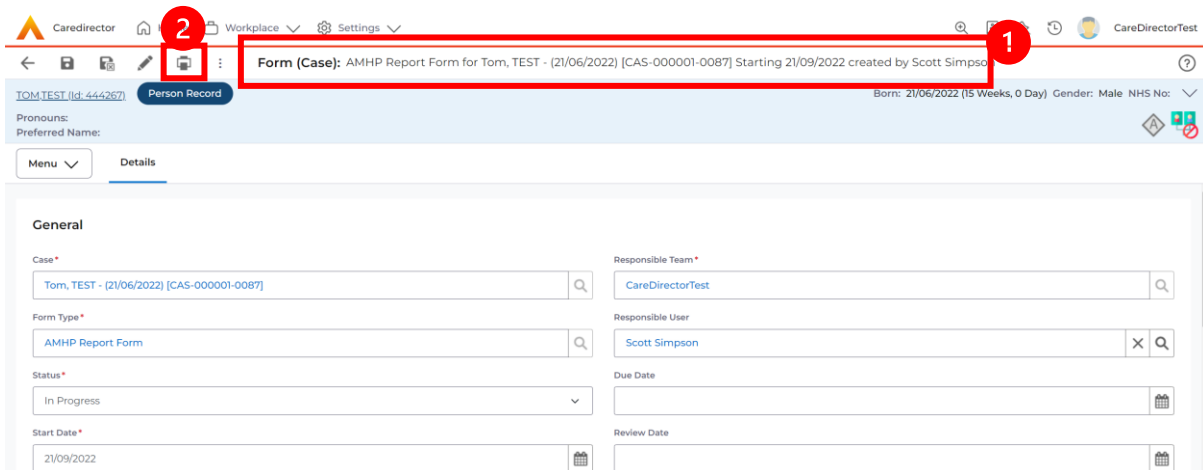 Caredirector
2
Workplace
Settings
CareDirectorTest
1
Form (Case): AMHP Report Form for Tom, TEST - (21/06/2022) [CAS-000001-0087] Starting 21/09/2022 created by Scott Simpso
TOM,TEST (Id: 444267)
Person Record
Born: 21/06/2022 (15 Weeks, 0 Day) Gender: Male NHS No:
Pronouns:
Preferred Name:
A
Menu
Details
General
Case*
Responsible Team*
Tom, TEST - (21/06/2022) [CAS-000001-0087]
CareDirectorTest
Form Type*
Responsible User
AMHP Report Form
Scott Simpson
Status*
Due Date
In Progress
Start Date*
Review Date
21/09/2022